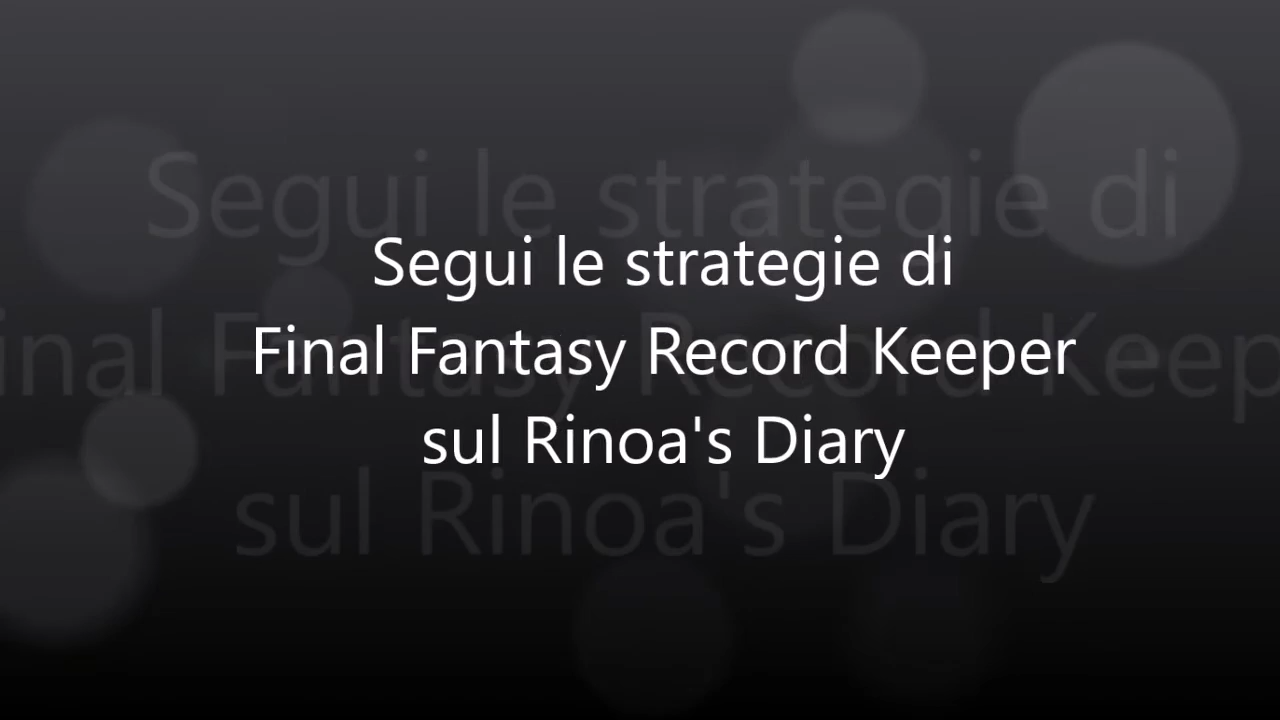 Segui le strategie di
Final Fantasy Record Keeper
sul Rinoa's Diary